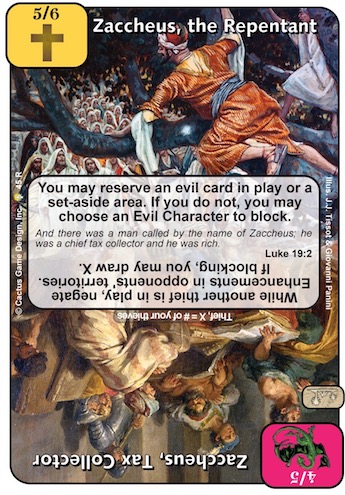 5/6
Zaccheus, the Repentant
You may reserve an evil card in play or a
set-aside area. If you do not, you may
choose an Evil Character to block.
And there was a man called by the name of Zaccheus; he
was a chief tax collector and he was rich.
Luke 19:2
© Cactus Game Design, Inc.
45 R
Illus. J.J. Tissot & Giovanni Panini
4/5
Zaccheus, Tax Collector
Thief, X = # of your thieves
While another thief is in play, negate
Enhancements in opponents' territories.
If blocking, you may draw X.